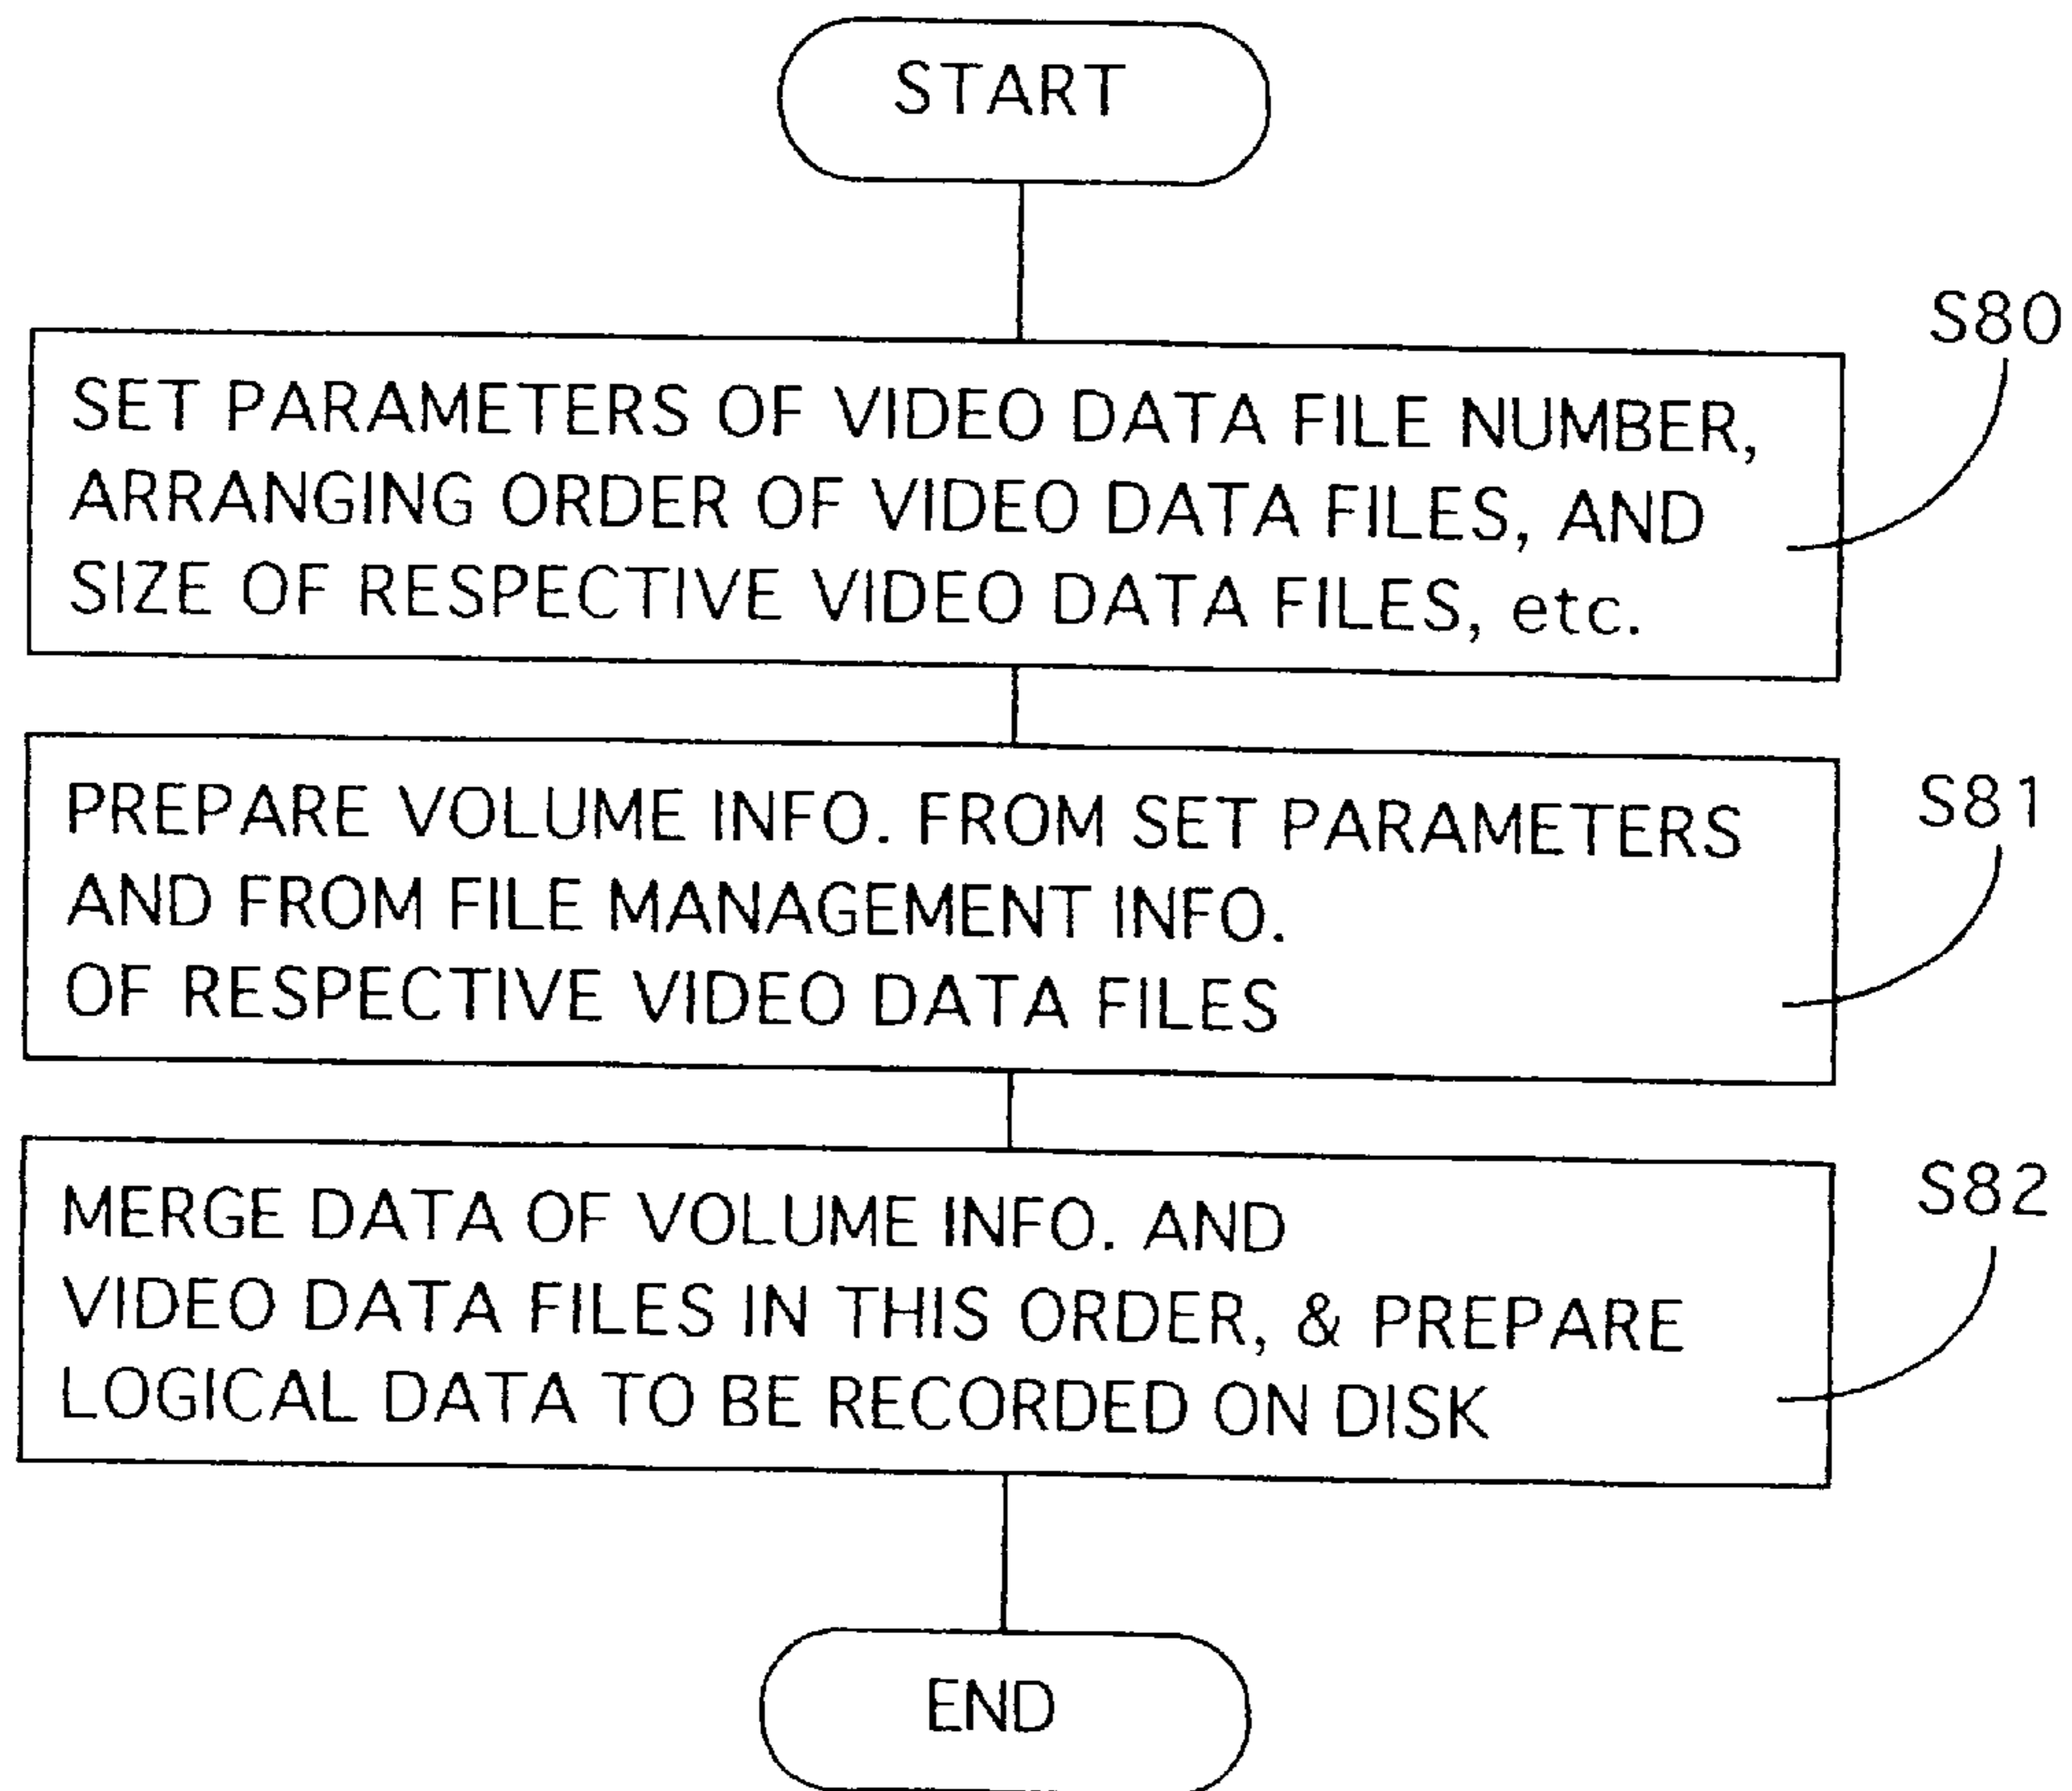 START
S80
SET PARAMETERS OF VIDEO DATA FILE NUMBER,
ARRANGING ORDER OF VIDEO DATA FILES, AND
SIZE OF RESPECTIVE VIDEO DATA FILES, etc.
S81
PREPARE VOLUME INFO. FROM SET PARAMETERS
AND FROM FILE MANAGEMENT INFO.
OF RESPECTIVE VIDEO DATA FILES
S82
MERGE DATA OF VOLUME INFO. AND
VIDEO DATA FILES IN THIS ORDER, & PREPARE
LOGICAL DATA TO BE RECORDED ON DISK
END